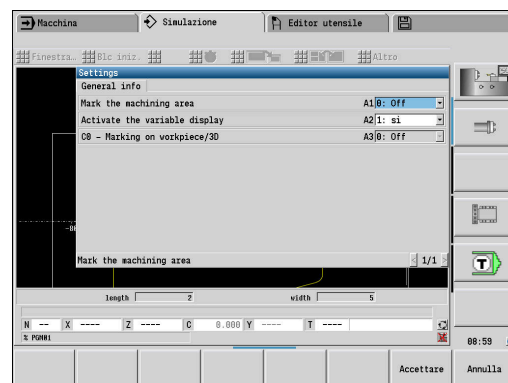 Macchina
Simulazione
Editor utensile
Finestra… Blc iniz. Altro
Settings
General info
Mark the machining area A1 0: Off
Activate the variable display A2 1: si
C0 – Marking on workpiece/3D A3 0: Off
Mark the machining area 1/1
length 2 width 5
N -- X ---- Z ---- C 0.000 Y ---- T ----
% PGM01
08:59
Accettare
Annulla